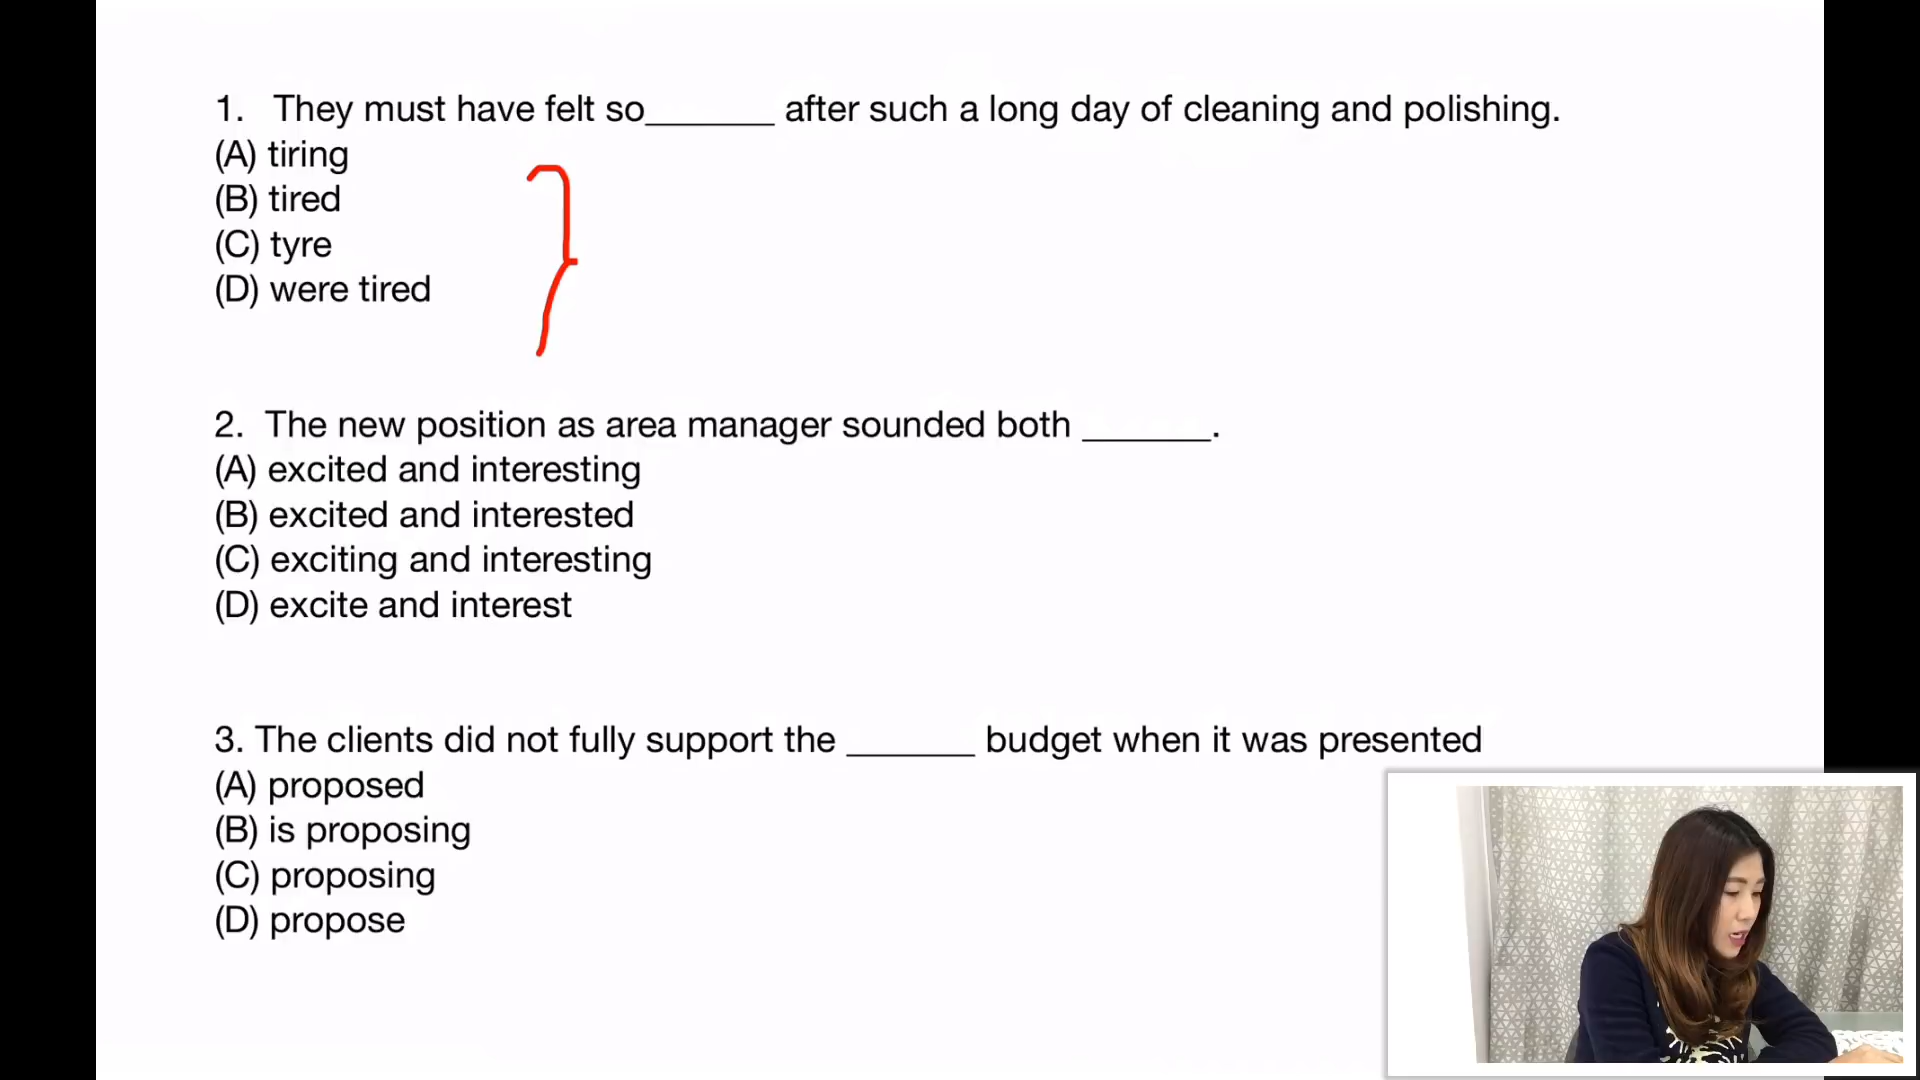 1. They must have felt so_______ after such a long day of cleaning and polishing.
(A) tiring
(B) tired
(C) tyre
(D) were tired
2. The new position as area manager sounded both _______.
(A) excited and interesting
(B) excited and interested
(C) exciting and interesting
(D) excite and interest
3. The clients did not fully support the _______ budget when it was presented
(A) proposed
(B) is proposing
(C) proposing
(D) propose